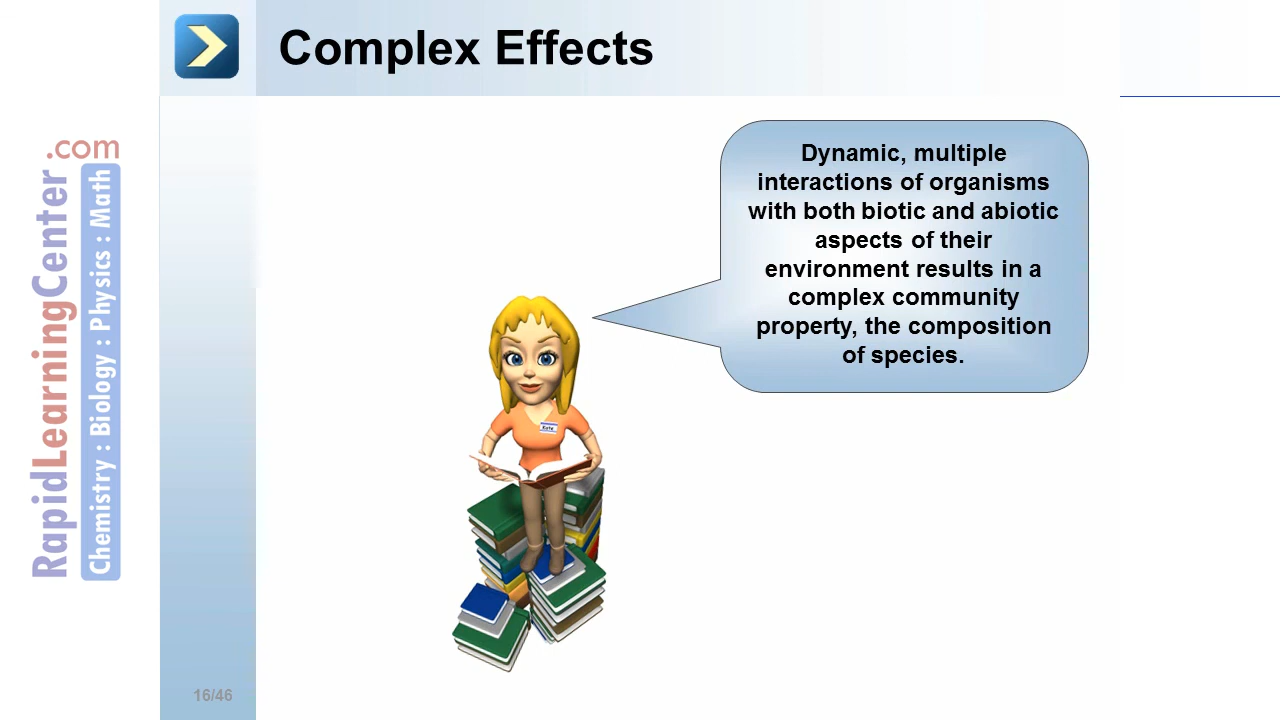 Complex Effects
Dynamic, multiple
interactions of organisms
with both biotic and abiotic
aspects of their
environment results in a
complex community
property, the composition
of species.
Kate
RapidLearningCenter.com
Chemistry : Biology : Physics : Math
16/46